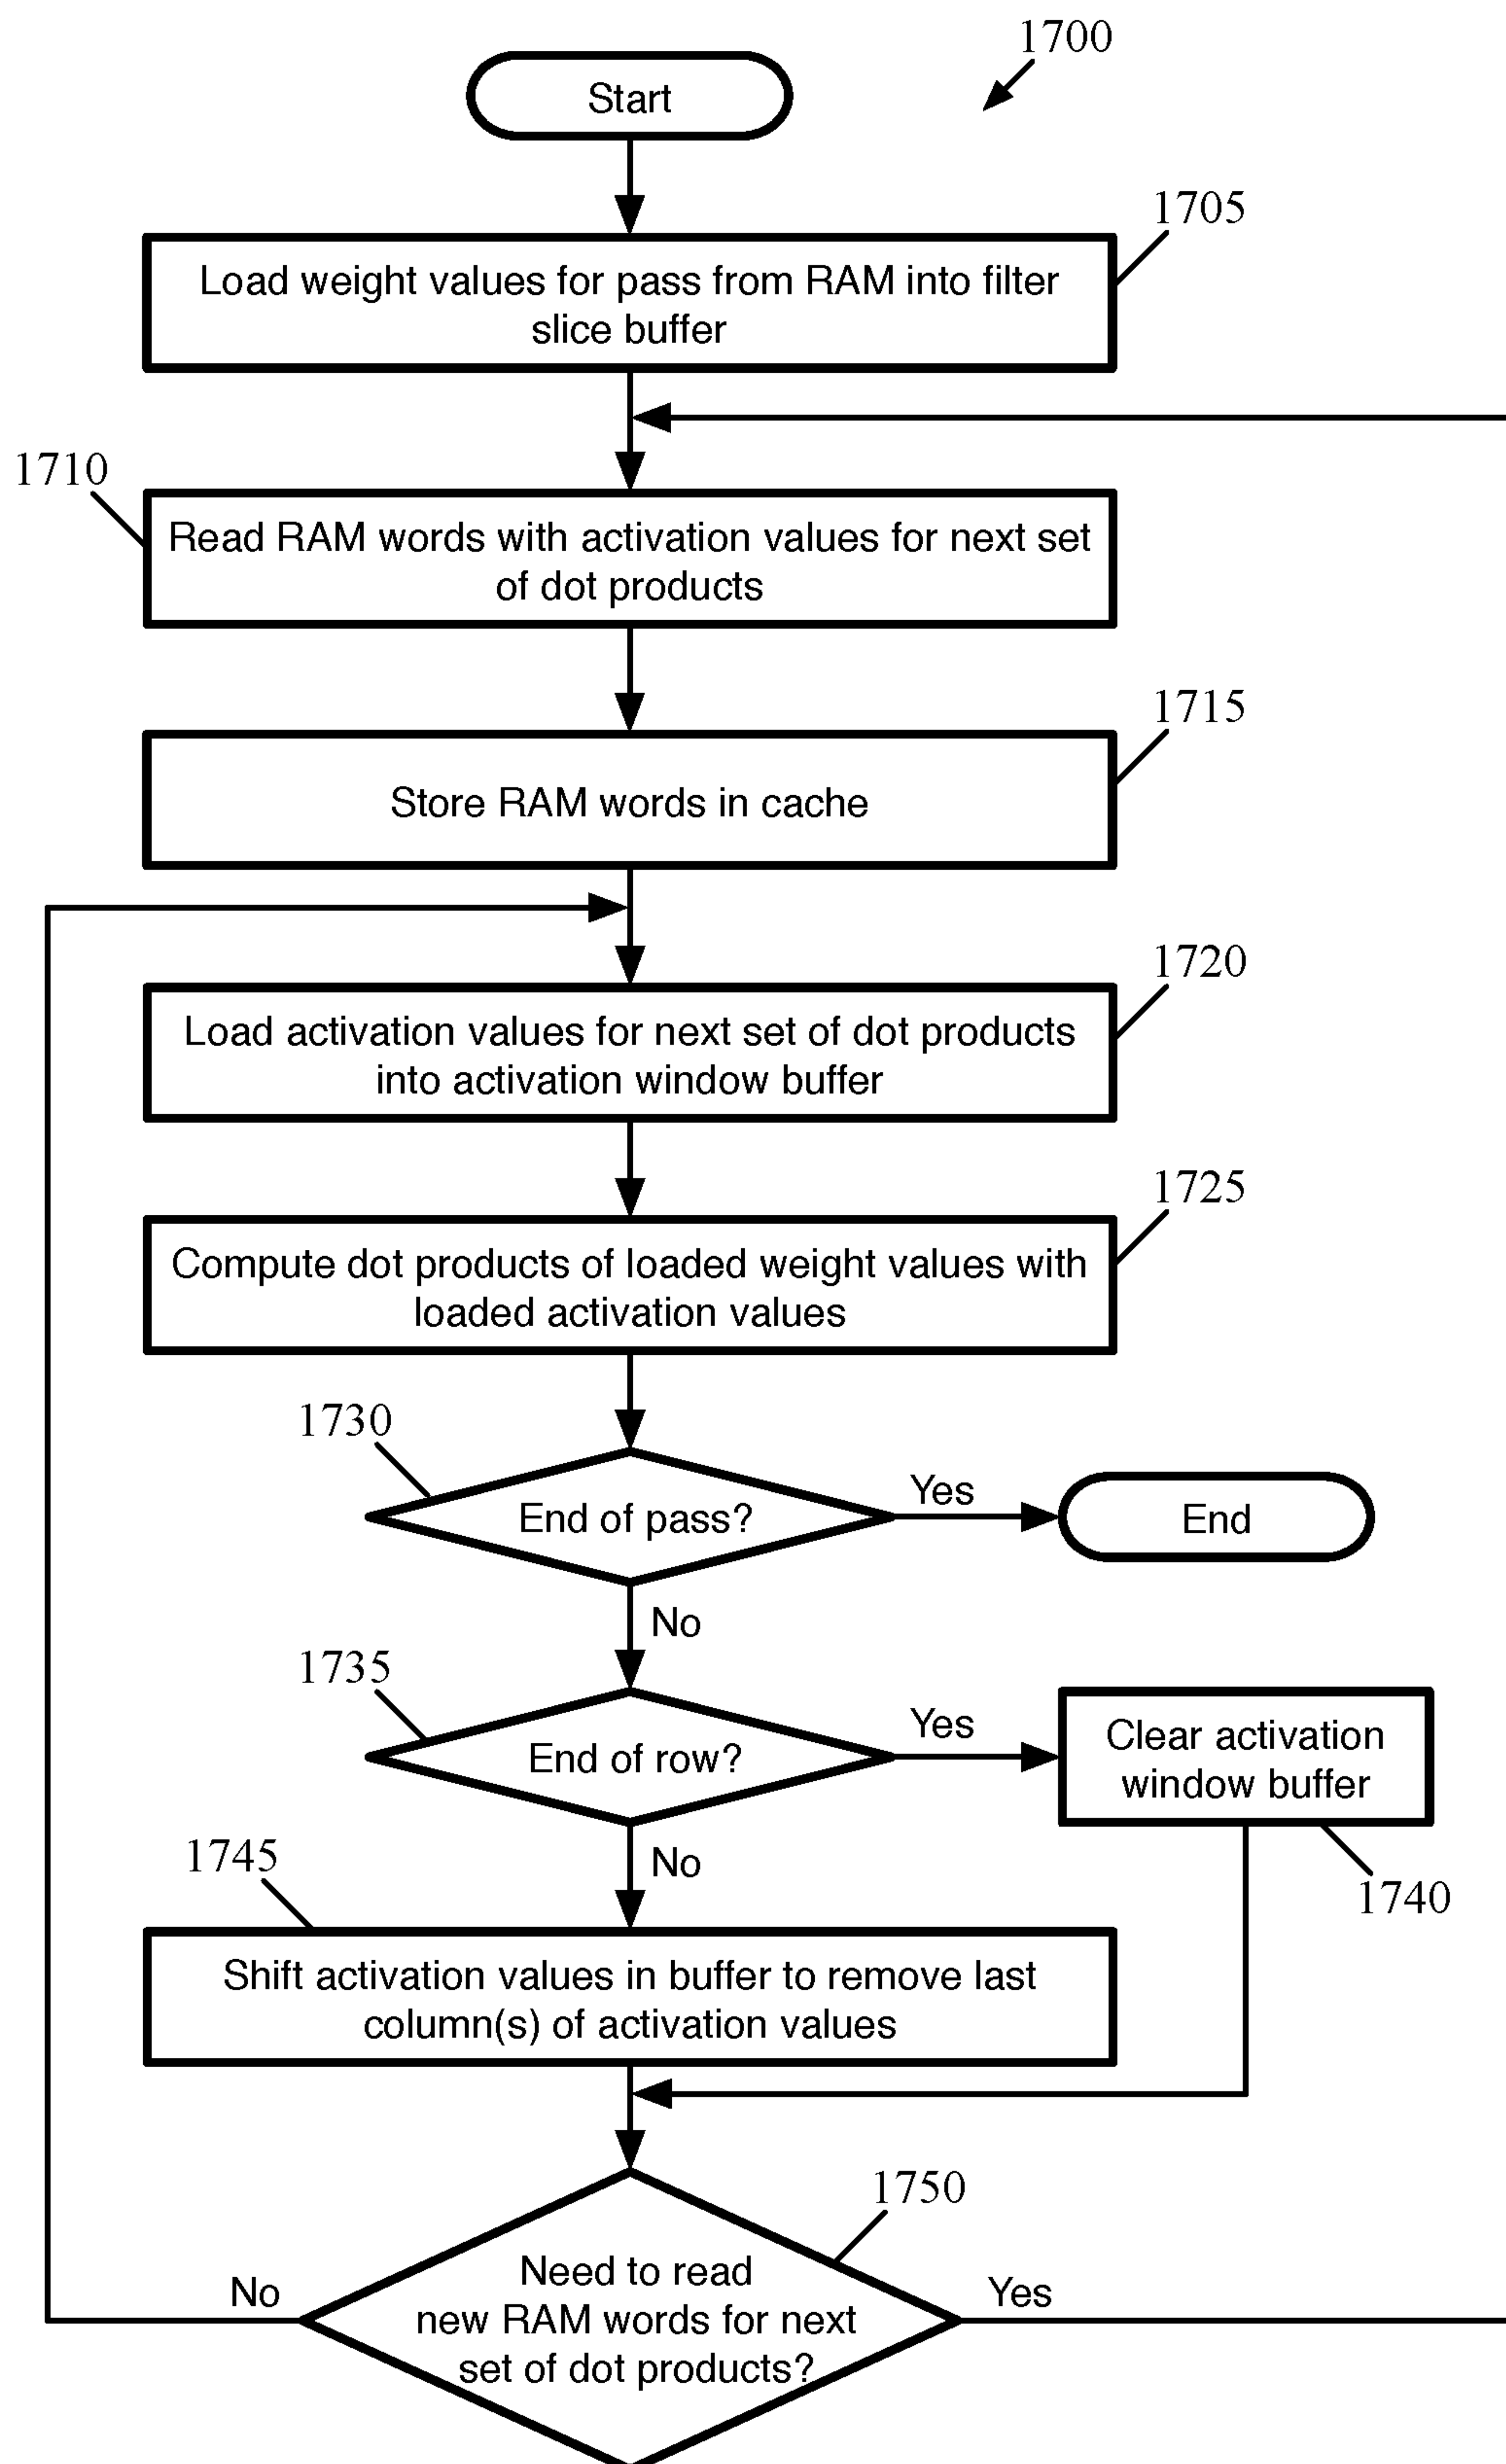 1700
Start
1705
Load weight values for pass from RAM into filter
slice buffer
1710
Read RAM words with activation values for next set
of dot products
1715
Store RAM words in cache
1720
Load activation values for next set of dot products
into activation window buffer
1725
Compute dot products of loaded weight values with
loaded activation values
1730
End of pass?
Yes
End
No
1735
End of row?
Yes
Clear activation
window buffer
1740
No
1745
Shift activation values in buffer to remove last
column(s) of activation values
1750
Need to read
new RAM words for next
set of dot products?
No
Yes